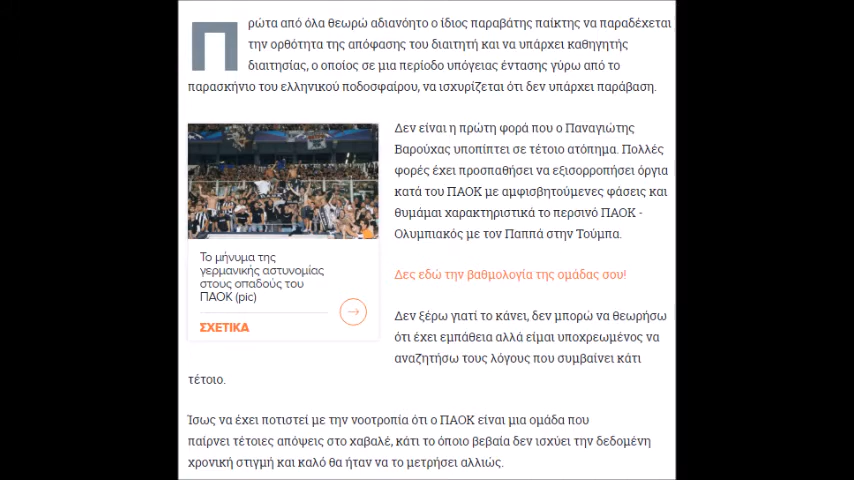 Πρώτα από όλα θεωρώ αδιανόητο ο ίδιος παραβάτης παίκτης να παραδέχεται
την ορθότητα της απόφασης του διαιτητή και να υπάρχει καθηγητής
διαιτησίας, ο οποίος σε μια περίοδο υπόγειας έντασης γύρω από το
παρασκήνιο του ελληνικού ποδοσφαίρου, να ισχυρίζεται ότι δεν υπάρχει παράβαση.
Δεν είναι η πρώτη φορά που ο Παναγιώτης
Βαρούχας υποπίπτει σε τέτοιο ατόπημα. Πολλές
φορές έχει προσπαθήσει να εξισορροπήσει όργια
κατά του ΠΑΟΚ με αμφισβητούμενες φάσεις και
θυμάμαι χαρακτηριστικά το περσινό ΠΑΟΚ -
Ολυμπιακός με τον Παππά στην Τούμπα.
Το μήνυμα της
γερμανικής αστυνομίας
στους οπαδούς του
ΠΑΟΚ (pic)
ΣΧΕΤΙΚΑ
Δες εδώ την βαθμολογία της ομάδας σου!
Δεν ξέρω γιατί το κάνει, δεν μπορώ να θεωρήσω
ότι έχει εμπάθεια αλλά είμαι υποχρεωμένος να
αναζητήσω τους λόγους που συμβαίνει κάτι
τέτοιο.
Ίσως να έχει ποτιστεί με την νοοτροπία ότι ο ΠΑΟΚ είναι μια ομάδα που
παίρνει τέτοιες απόψεις στο χαβαλέ, κάτι το όποιο βεβαία δεν ισχύει την δεδομένη
χρονική στιγμή και καλό θα ήταν να το μετρήσει αλλιώς.